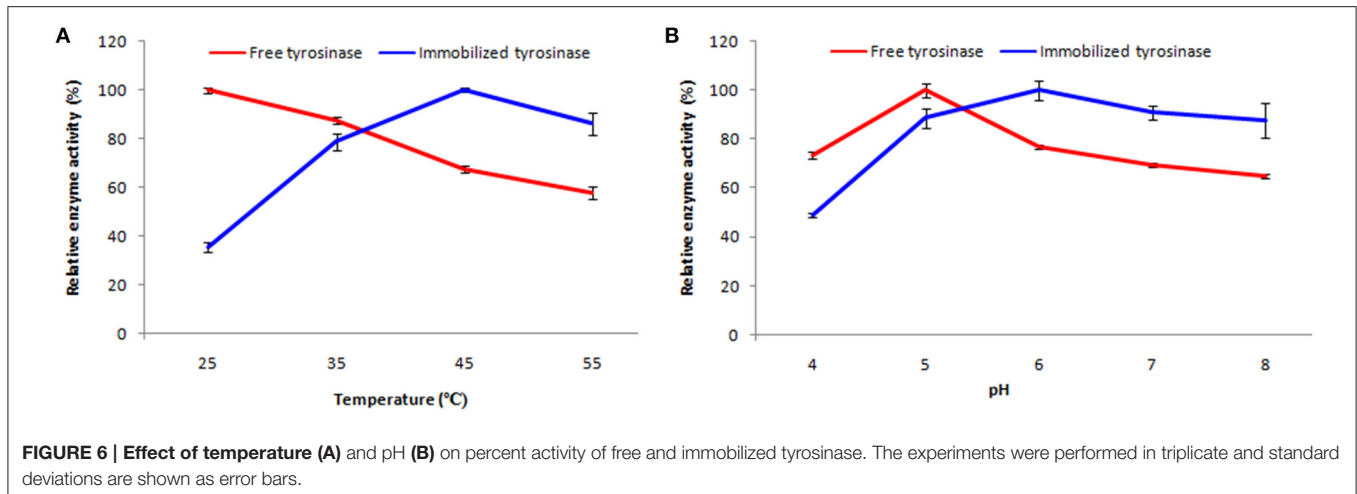 A
120
Free tyrosinase
Immobilized tyrosinase
100
80
60
40
20
0
Relative enzyme activity (%)
25
35
45
55
Temperature (°C)
B
120
Free tyrosinase
Immobilized tyrosinase
100
80
60
40
20
0
Relative enzyme activity (%)
4
5
6
7
8
pH
FIGURE 6 | Effect of temperature (A) and pH (B) on percent activity of free and immobilized tyrosinase. The experiments were performed in triplicate and standard
deviations are shown as error bars.